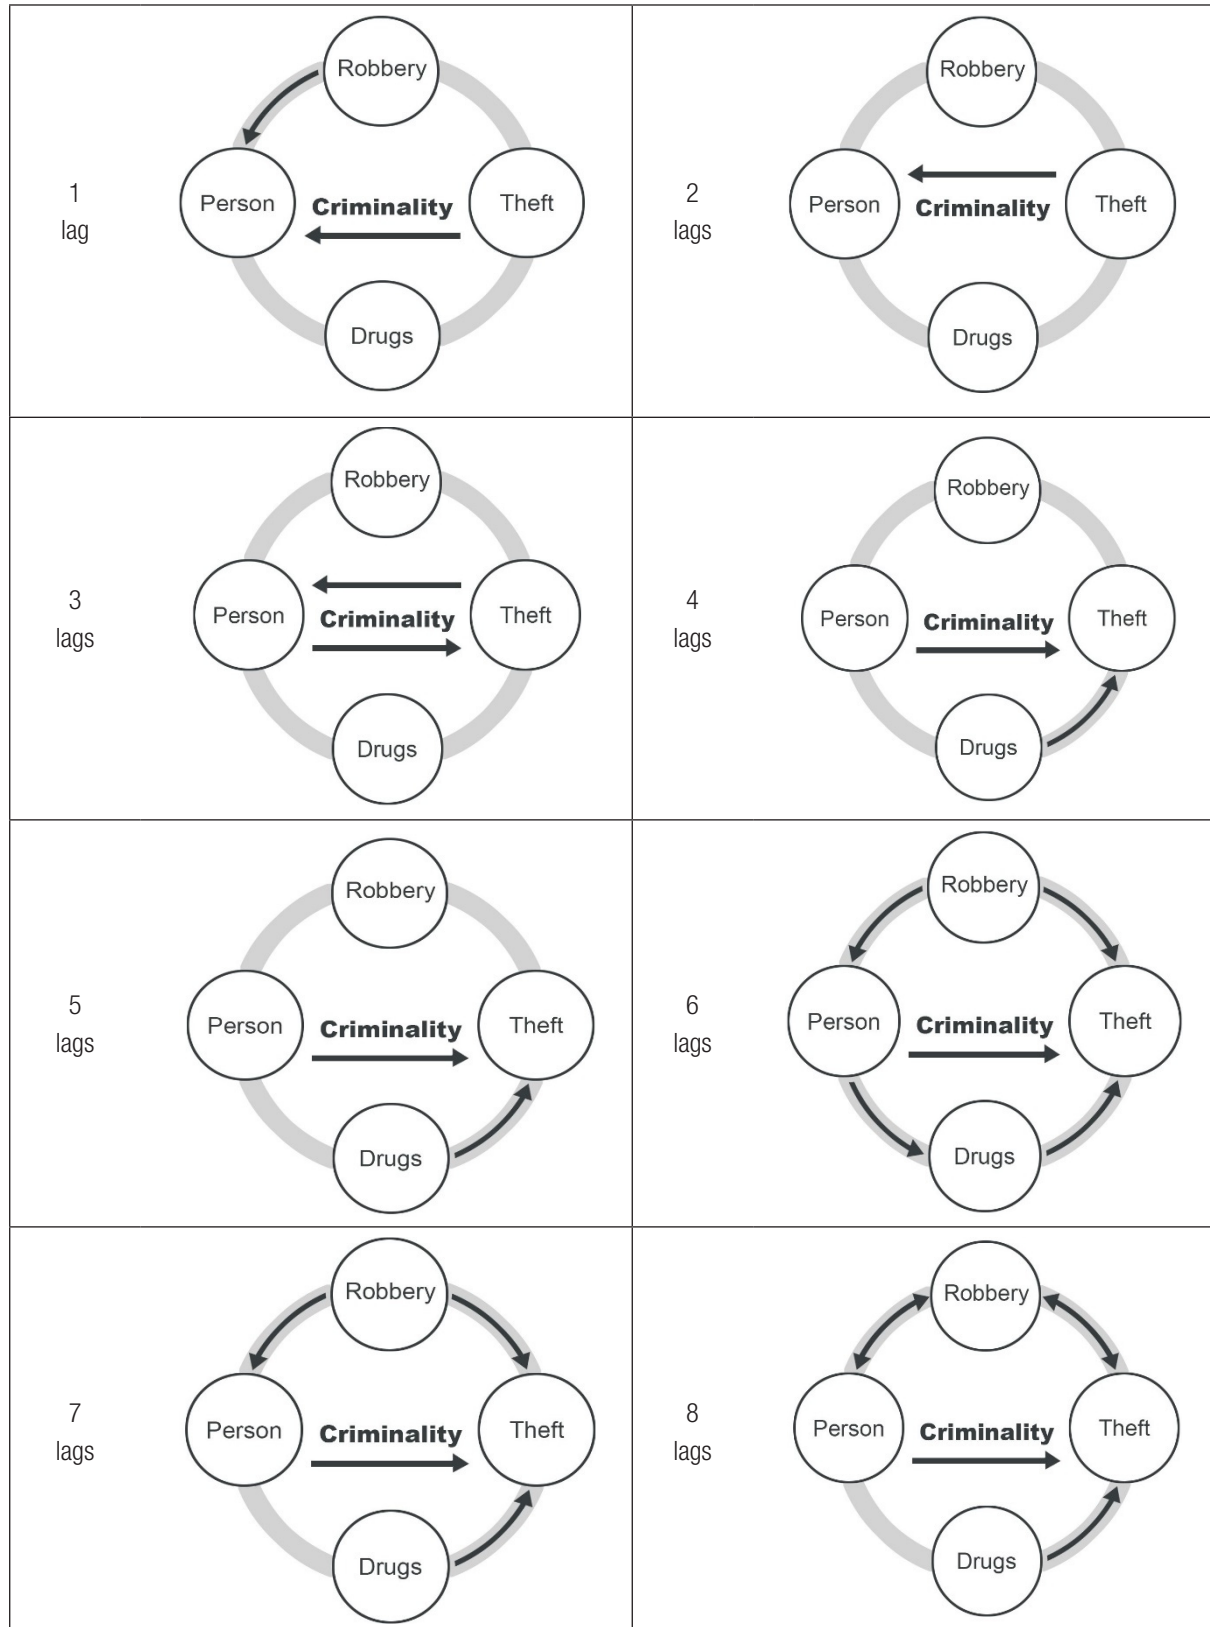 1
lag
Robbery
Person
Criminality
Theft
Drugs
2
lags
Robbery
Person
Criminality
Theft
Drugs
3
lags
Robbery
Person
Criminality
Theft
Drugs
4
lags
Robbery
Person
Criminality
Theft
Drugs
5
lags
Robbery
Person
Criminality
Theft
Drugs
6
lags
Robbery
Person
Criminality
Theft
Drugs
7
lags
Robbery
Person
Criminality
Theft
Drugs
8
lags
Robbery
Person
Criminality
Theft
Drugs